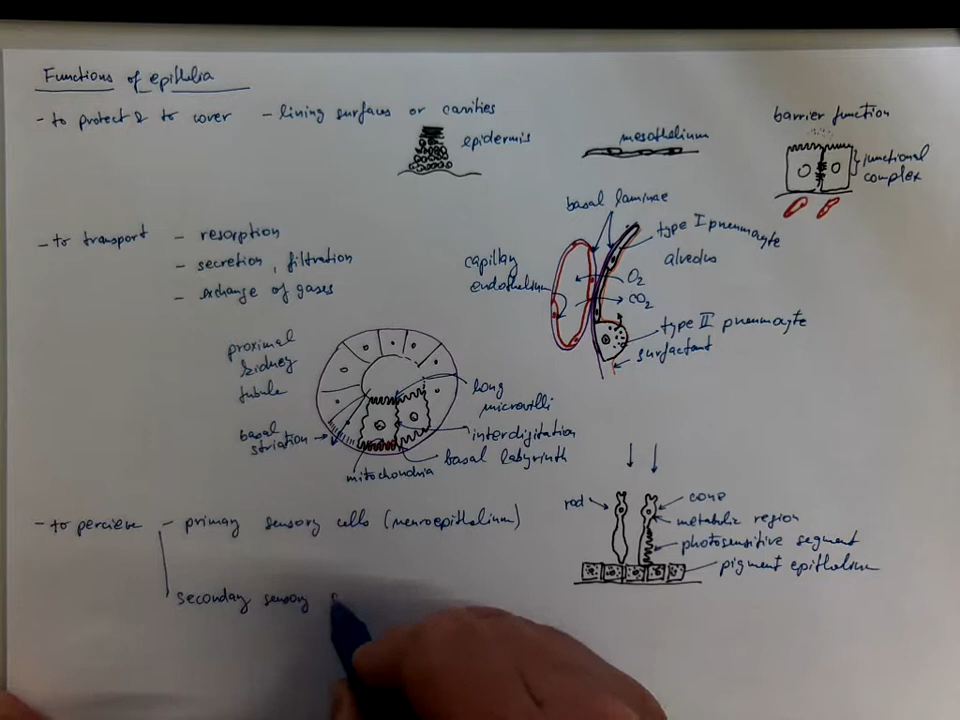 Functions of epithelia
- to protect & to cover - lining surfaces or cavities
epidermis
mesothelium
barrier function
junctional
complex
- to transport - resorption
- secretion, filtration
- exchange of gases
basal laminae
capillary
endothelium
type I pneumocyte
alveolus
O2
CO2
type II pneumocyte
surfactant
proximal
kidney
tubule
basal
striation
mitochondria
long
microvilli
interdigitation
basal labyrinth
- to percieve - primary sensory cells (neuroepithelium)
secondary sensory
rod
cone
metabolic region
photosensitive segment
pigment epithelium